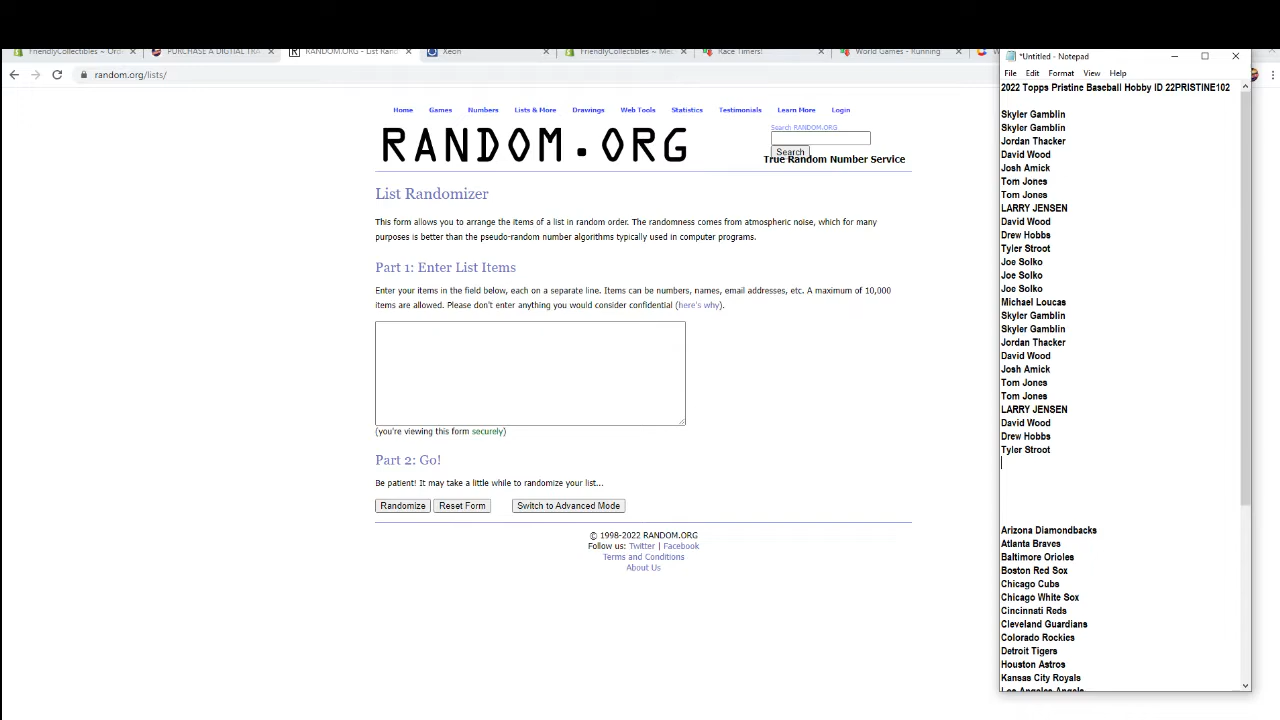 FriendlyCollectibles ~ Ord
PURCHASE A DIGITAL TRA
RANDOM.ORG - List Rand
Xeon
FriendlyCollectibles ~ Me
Race Timers!
World Games - Running
*Untitled - Notepad
random.org/lists/
File Edit Format View Help
2022 Topps Pristine Baseball Hobby ID 22PRISTINE102
Home Games Numbers Lists & More Drawings Web Tools Statistics Testimonials Learn More Login
RANDOM.ORG
Search RANDOM.ORG
Search
True Random Number Service
List Randomizer
This form allows you to arrange the items of a list in random order. The randomness comes from atmospheric noise, which for many
purposes is better than the pseudo-random number algorithms typically used in computer programs.
Part 1: Enter List Items
Enter your items in the field below, each on a separate line. Items can be numbers, names, email addresses, etc. A maximum of 10,000
items are allowed. Please don't enter anything you would consider confidential (here's why).
(you're viewing this form securely)
Part 2: Go!
Be patient! It may take a little while to randomize your list...
Randomize Reset Form Switch to Advanced Mode
© 1998-2022 RANDOM.ORG
Follow us: Twitter | Facebook
Terms and Conditions
About Us
Skyler Gamblin
Skyler Gamblin
Jordan Thacker
David Wood
Josh Amick
Tom Jones
Tom Jones
LARRY JENSEN
David Wood
Drew Hobbs
Tyler Stroot
Joe Solko
Joe Solko
Joe Solko
Michael Loucas
Skyler Gamblin
Skyler Gamblin
Jordan Thacker
David Wood
Josh Amick
Tom Jones
Tom Jones
LARRY JENSEN
David Wood
Drew Hobbs
Tyler Stroot
Arizona Diamondbacks
Atlanta Braves
Baltimore Orioles
Boston Red Sox
Chicago Cubs
Chicago White Sox
Cincinnati Reds
Cleveland Guardians
Colorado Rockies
Detroit Tigers
Houston Astros
Kansas City Royals
Los Angeles Angels